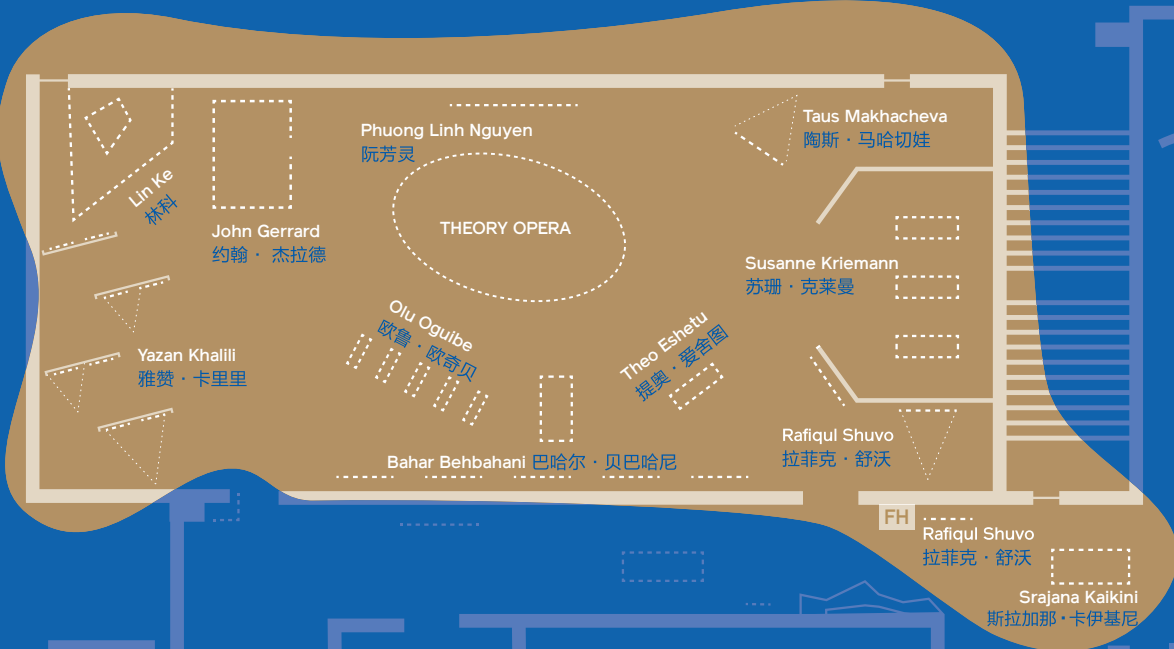 Lin Ke
林科
John Gerrard
约翰 · 杰拉德
Phuong Linh Nguyen
阮芳灵
THEORY OPERA
Taus Makhacheva
陶斯 · 马哈切娃
Susanne Kriemann
苏珊 · 克莱曼
Olu Oguibe
欧鲁 · 欧奇贝
Theo Eshetu
提奥 · 爱舍图
Yazan Khalili
雅赞 · 卡里里
Bahar Behbahani 巴哈尔 · 贝巴哈尼
Rafiqul Shuvo
拉菲克 · 舒沃
FH
Rafiqul Shuvo
拉菲克 · 舒沃
Srajana Kaikini
斯拉加那 · 卡伊基尼